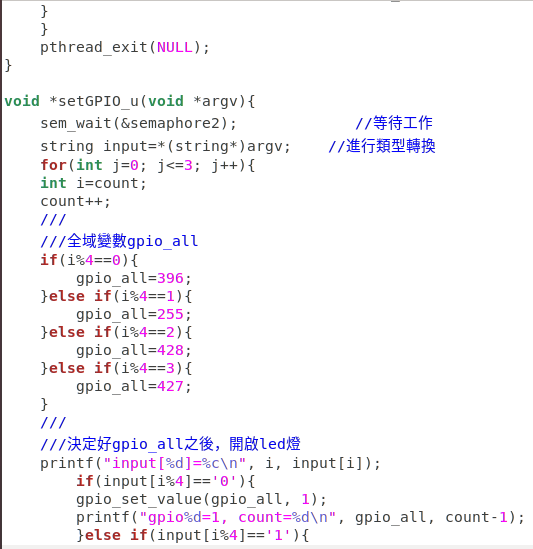 }
    }
    pthread_exit(NULL);
}

void *setGPIO_u(void *argv){
    sem_wait(&semaphore2);             //等待工作
    string input=*(string*)argv;    //進行類型轉換
    for(int j=0; j<=3; j++){
    int i=count;
    count++;
    ///
    ///全域變數gpio_all
    if(i%4==0){
        gpio_all=396;
    }else if(i%4==1){
        gpio_all=255;
    }else if(i%4==2){
        gpio_all=428;
    }else if(i%4==3){
        gpio_all=427;
    }
    ///
    ///決定好gpio_all之後，開啟led燈
    printf("input[%d]=%c\n", i, input[i]);
        if(input[i%4]=='0'){
        gpio_set_value(gpio_all, 1);
        printf("gpio%d=1, count=%d\n", gpio_all, count-1);
        }else if(input[i%4]=='1'){